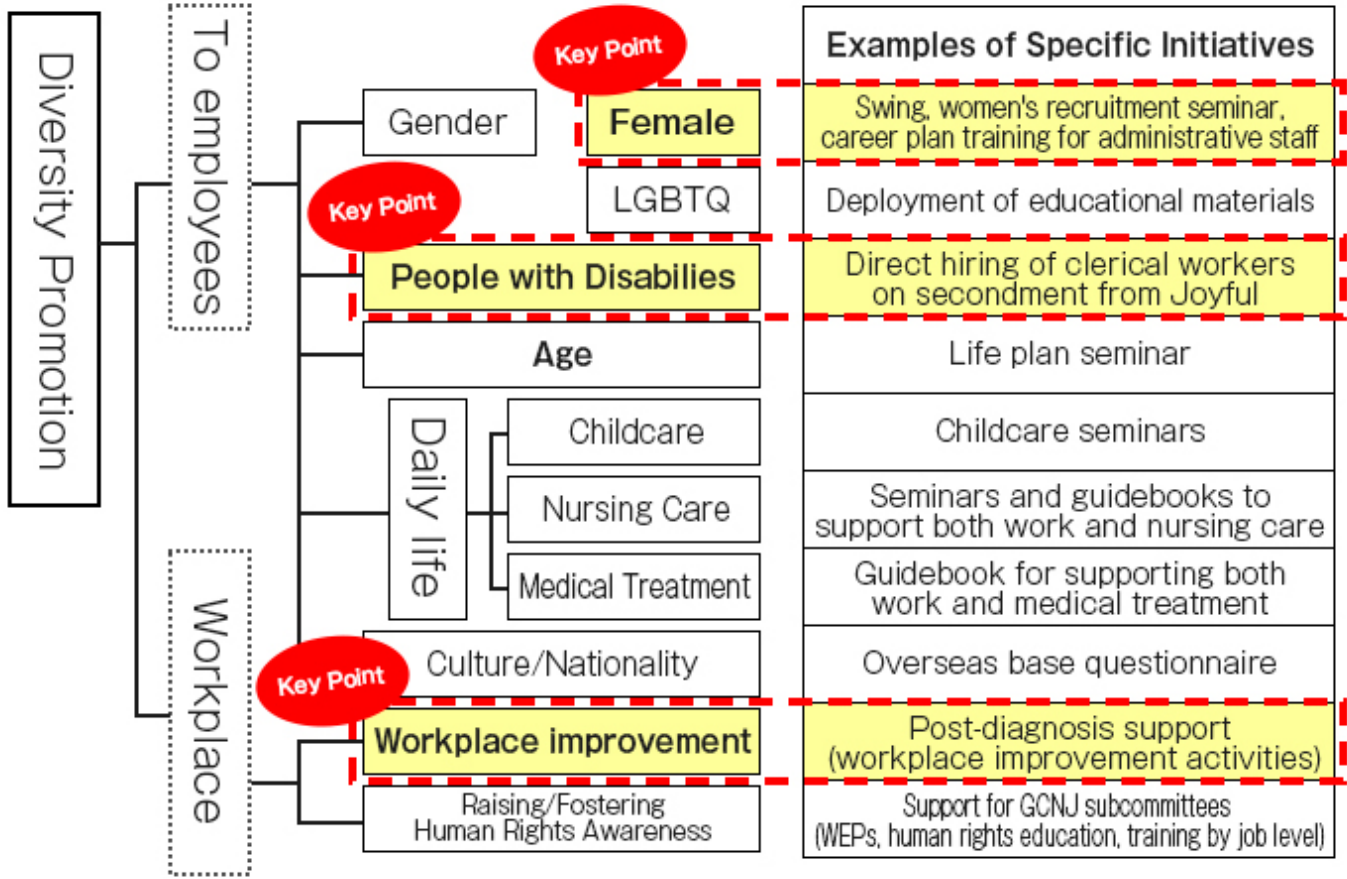 Diversity Promotion
To employees
Workplace
Examples of Specific Initiatives
Key Point
Gender
Female
Swing, women's recruitment seminar,
career plan training for administrative staff
LGBTQ
Deployment of educational materials
Key Point
People with Disabilies
Direct hiring of clerical workers
on secondment from Joyful
Age
Life plan seminar
Daily life
Childcare
Childcare seminars
Nursing Care
Seminars and guidebooks to
support both work and nursing care
Medical Treatment
Guidebook for supporting both
work and medical treatment
Culture/Nationality
Overseas base questionnaire
Key Point
Workplace improvement
Post-diagnosis support
(workplace improvement activities)
Raising/Fostering
Human Rights Awareness
Support for GCNJ subcommittees
(WEPs, human rights education, training by job level)